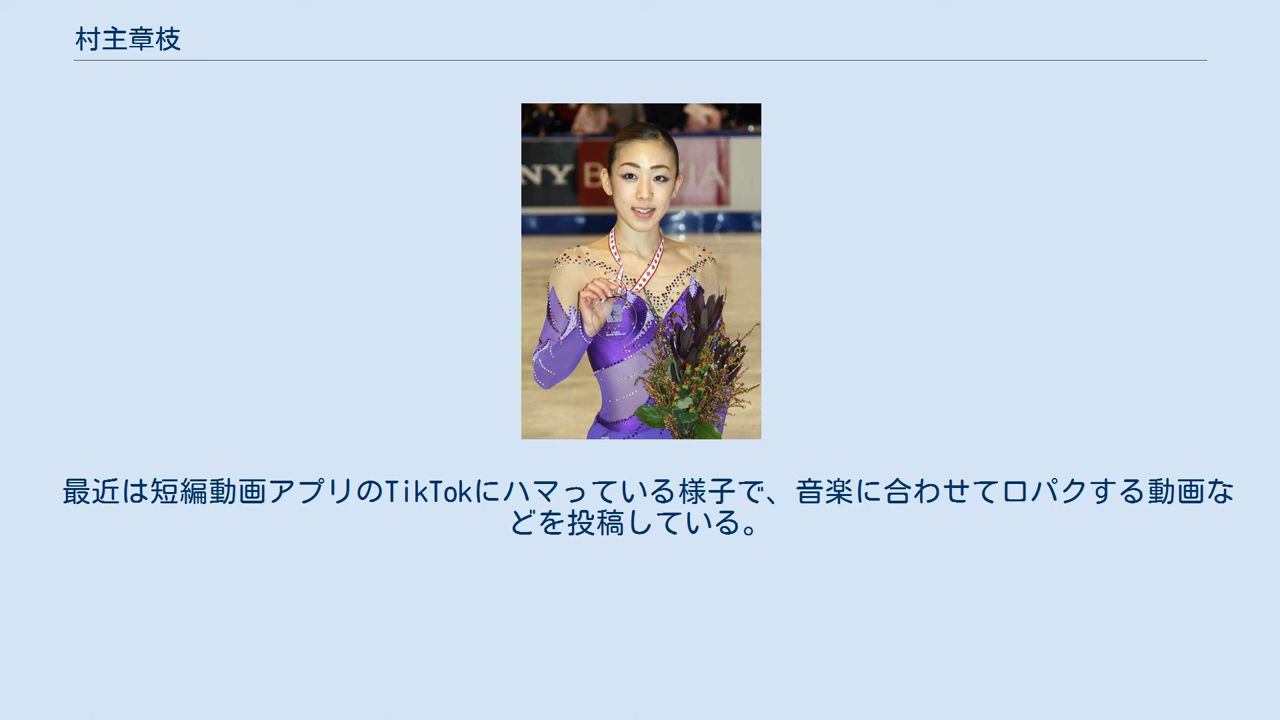 村主章枝
NY
B
IA
最近は短編動画アプリのTikTokにハマっている様子で、音楽に合わせて口パクする動画な
どを投稿している。